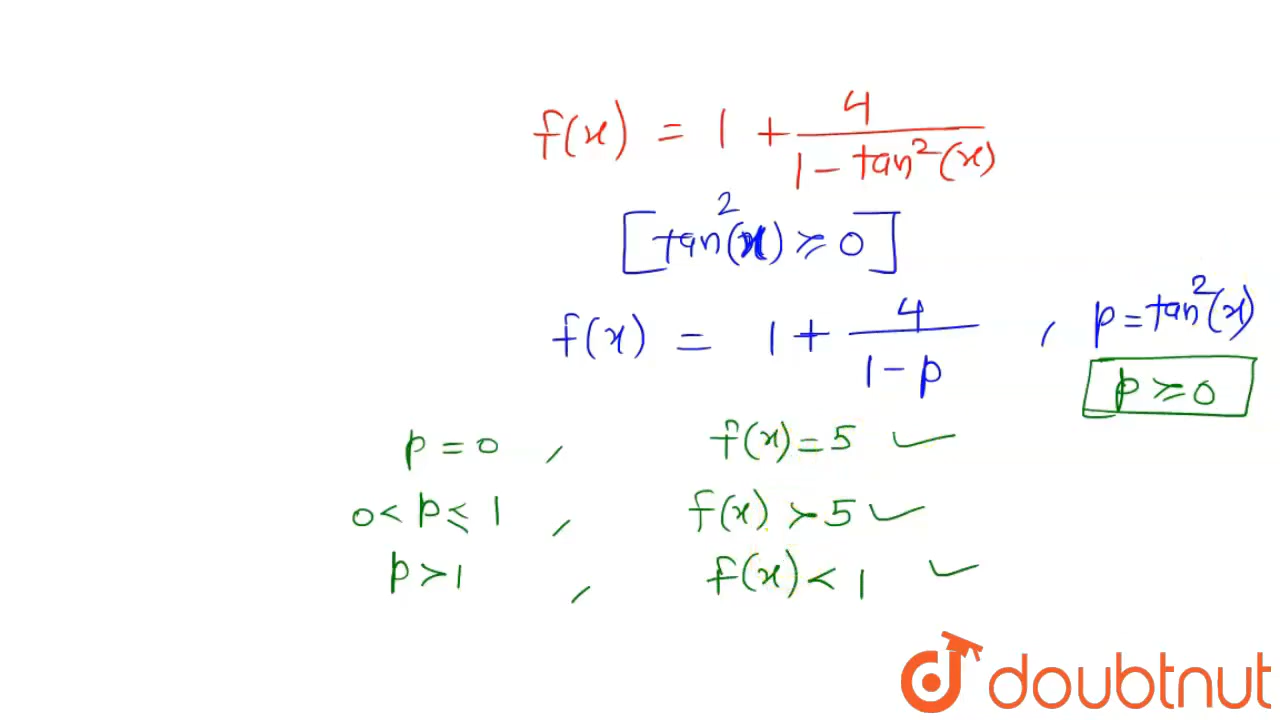 f(x) = 1 + 4/(1 - tan²(x))
[tan²(x) ≥ 0]
f(x) = 1 + 4/(1 - p) , p = tan²(x)
p ≥ 0
p = 0 , f(x) = 5 ✓
0 < p ≤ 1 , f(x) > 5 ✓
p > 1 , f(x) < 1 ✓
doubtnut